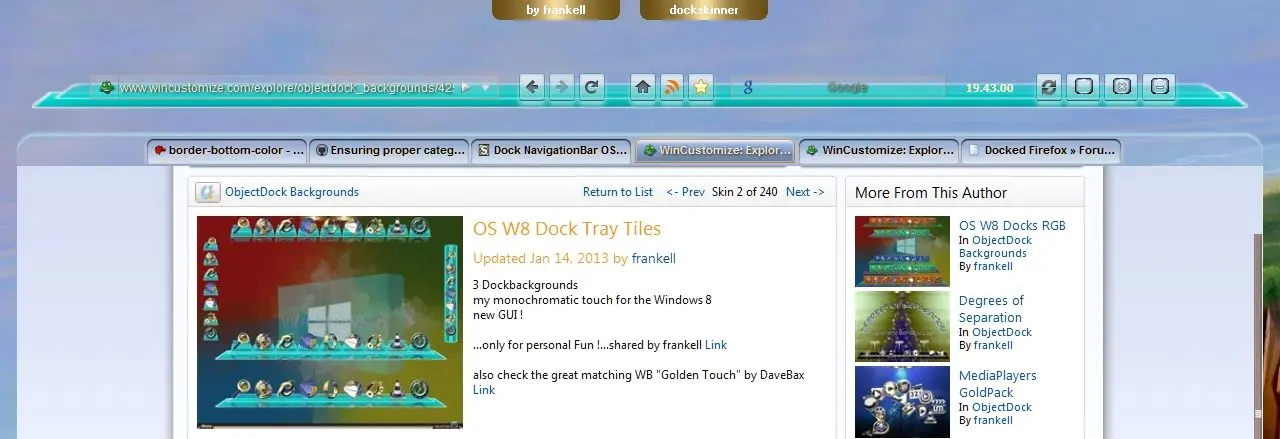 by frankell
dockskinner
www.wincustomize.com/explore/objectdock_backgrounds/425
Google
19.43.00
border-bottom-color - ...
Ensuring proper categ...
Dock NavigationBar OS...
WinCustomize: Explor...
WinCustomize: Explor...
Docked Firefox » Foru...
ObjectDock Backgrounds
Return to List <- Prev Skin 2 of 240 Next ->
OS W8 Dock Tray Tiles
Updated Jan 14, 2013 by frankell
3 Dockbackgrounds
my monochromatic touch for the Windows 8
new GUI !
...only for personal Fun !...shared by frankell Link
also check the great matching WB "Golden Touch" by DaveBax
Link
More From This Author
OS W8 Docks RGB
In ObjectDock
Backgrounds
By frankell
Degrees of
Separation
In ObjectDock
By frankell
MediaPlayers
GoldPack
In ObjectDock
By frankell